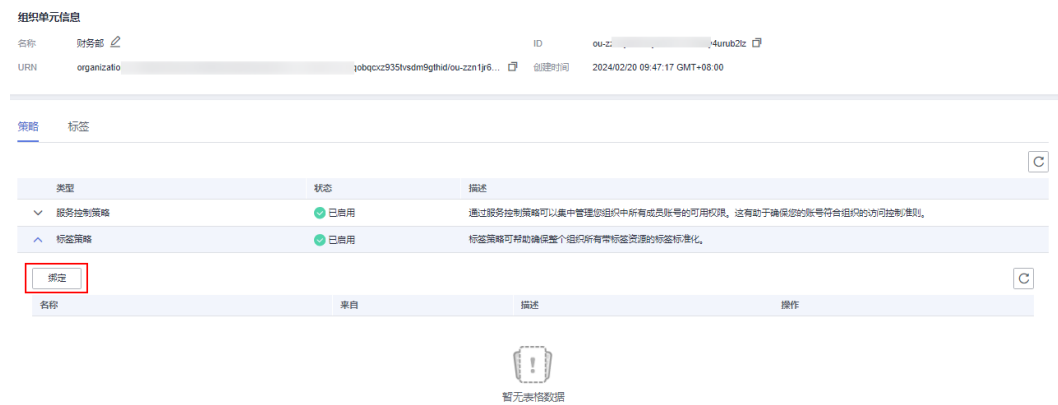 组织单元信息
名称 财务部 ID ou-z 4urub2lz
URN organizatio qobqcxz935tvsdm9gthid/ou-zzn1jr6... 创建时间 2024/02/20 09:47:17 GMT+08:00
策略 标签
类型 状态 描述
服务控制策略 已启用 通过服务控制策略可以集中管理您组织中所有成员账号的可用权限。这有助于确保您的账号符合组织的访问控制准则。
标签策略 已启用 标签策略可帮助确保整个组织所有带标签资源的标签标准化。
绑定
名称 来自 描述 操作
暂无表格数据